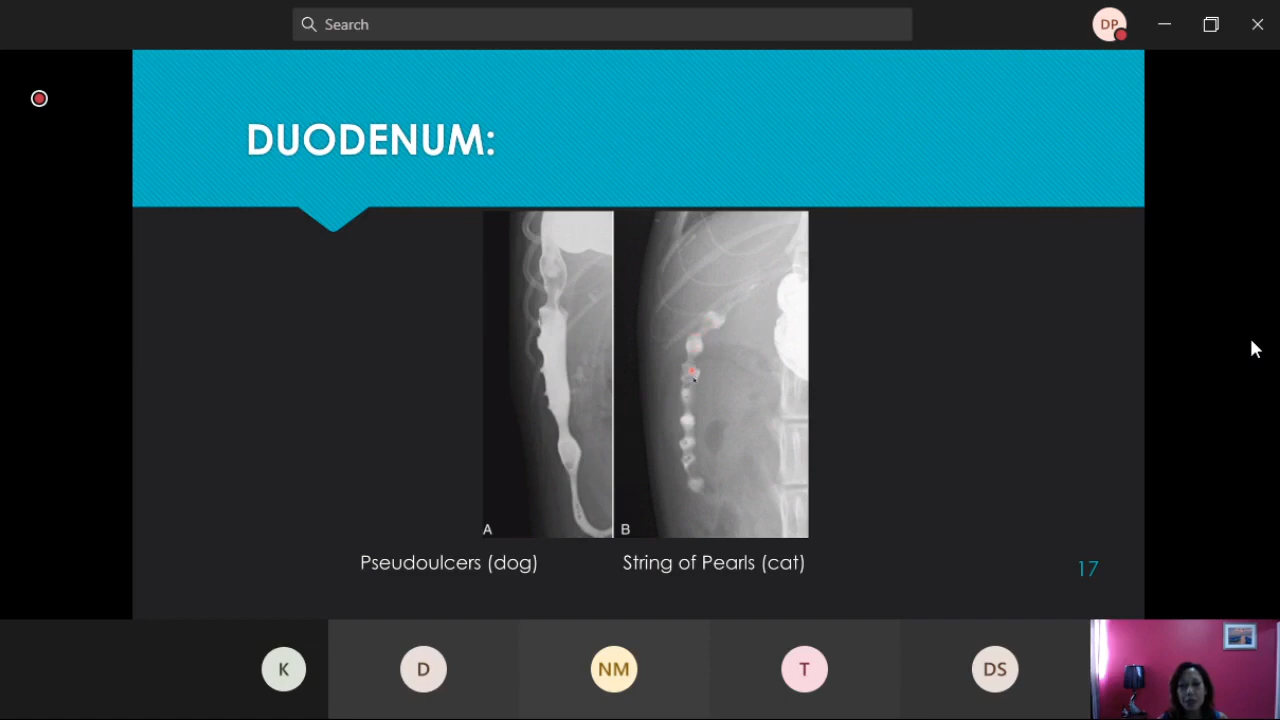 Search
DP
DUODENUM:
A
B
Pseudoulcers (dog)
String of Pearls (cat)
17
K
D
NM
T
DS